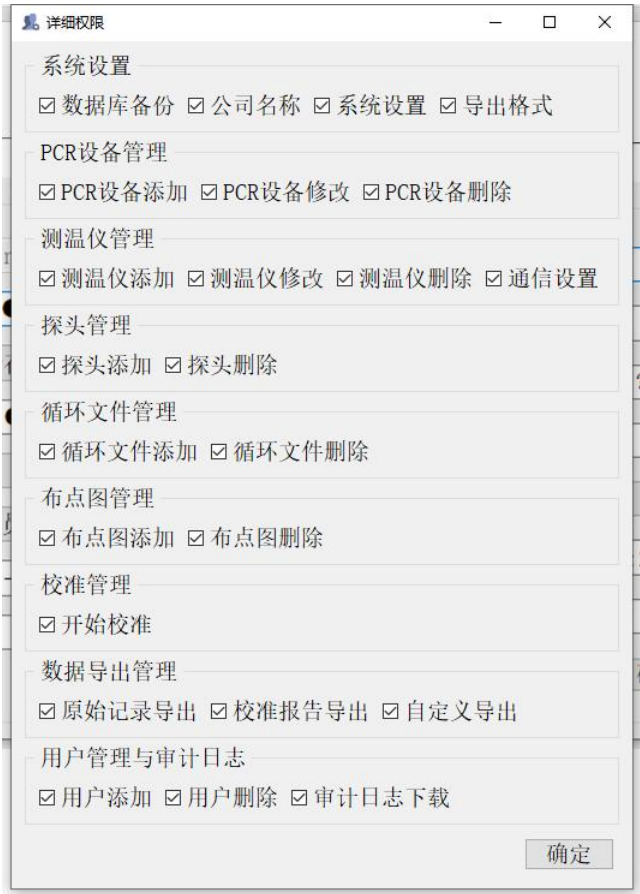 详细权限
系统设置
数据库备份 公司名称 系统设置 导出格式
PCR设备管理
PCR设备添加 PCR设备修改 PCR设备删除
测温仪管理
测温仪添加 测温仪修改 测温仪删除 通信设置
探头管理
探头添加 探头删除
循环文件管理
循环文件添加 循环文件删除
布点图管理
布点图添加 布点图删除
校准管理
开始校准
数据导出管理
原始记录导出 校准报告导出 自定义导出
用户管理与审计日志
用户添加 用户删除 审计日志下载
确定